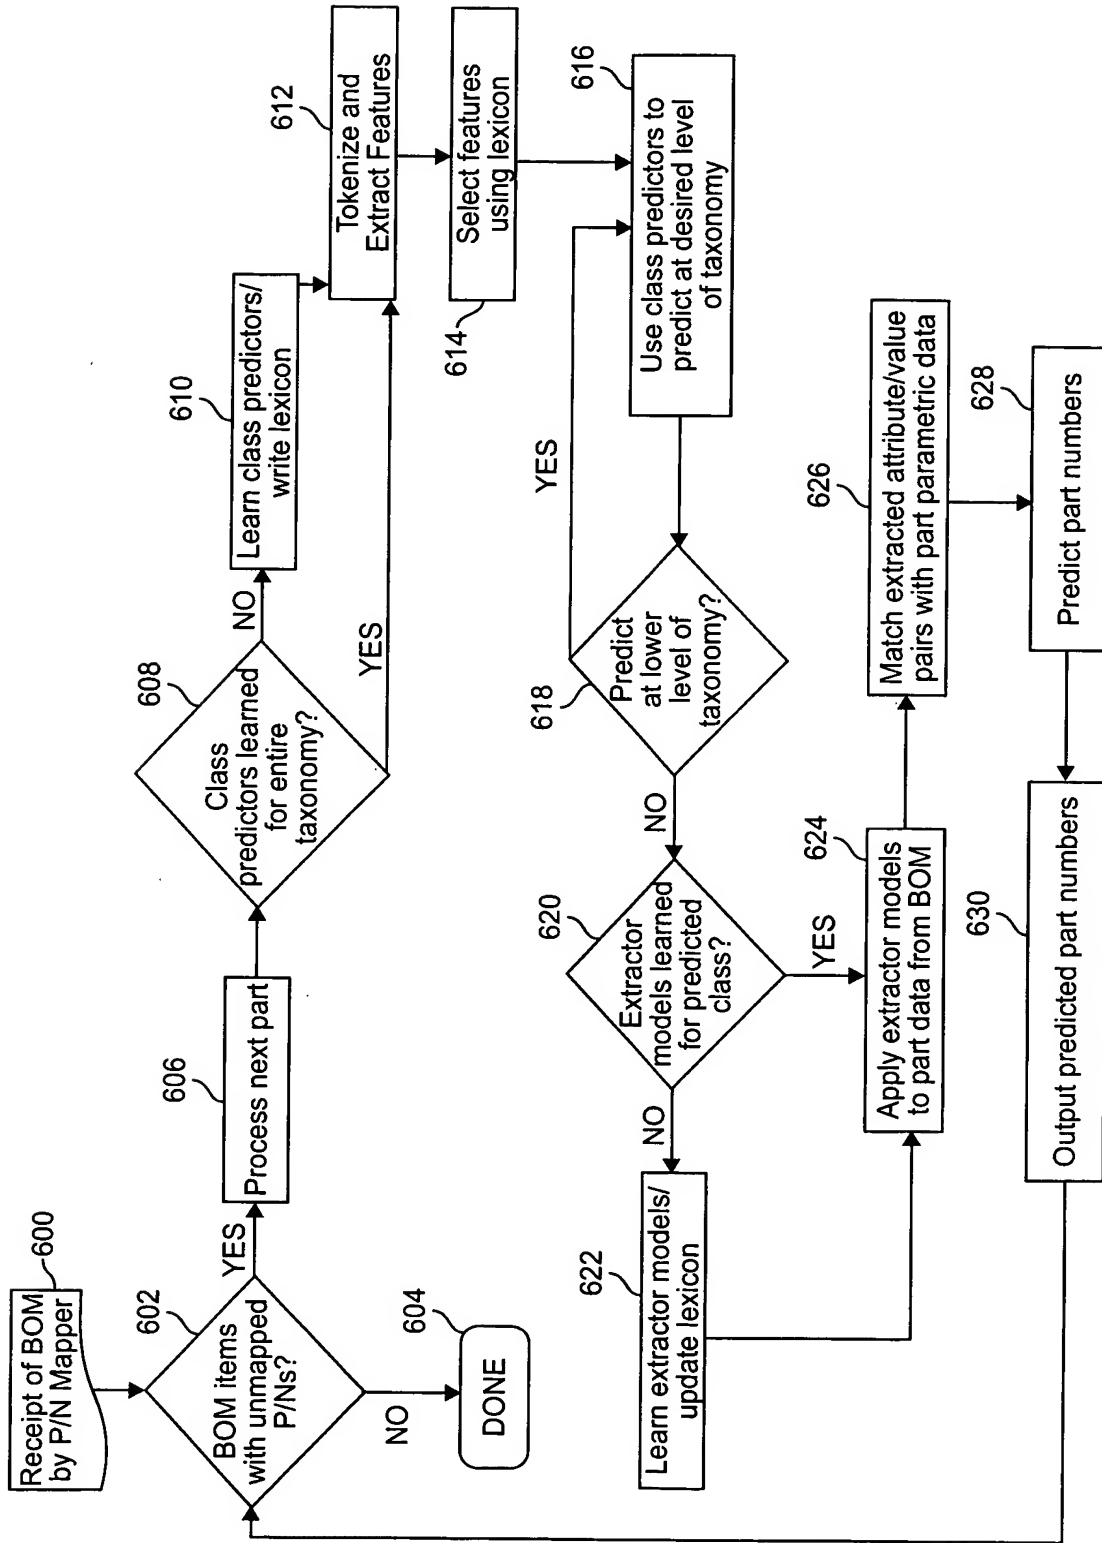 Receipt of BOM
by P/N Mapper
600
BOM items
with unmapped
P/Ns?
602
YES
NO
DONE
604
Process next part
606
Class
predictors learned
for entire
taxonomy?
608
NO
YES
Learn class predictors/
write lexicon
610
Tokenize and
Extract Features
612
Select features
using lexicon
614
Use class predictors to
predict at desired level
of taxonomy
616
Predict
at lower
level of
taxonomy?
618
YES
NO
Extractor
models learned
for predicted
class?
620
NO
YES
Learn extractor models/
update lexicon
622
Apply extractor models
to part data from BOM
624
Match extracted attribute/value
pairs with part parametric data
626
Predict part numbers
628
Output predicted part numbers
630